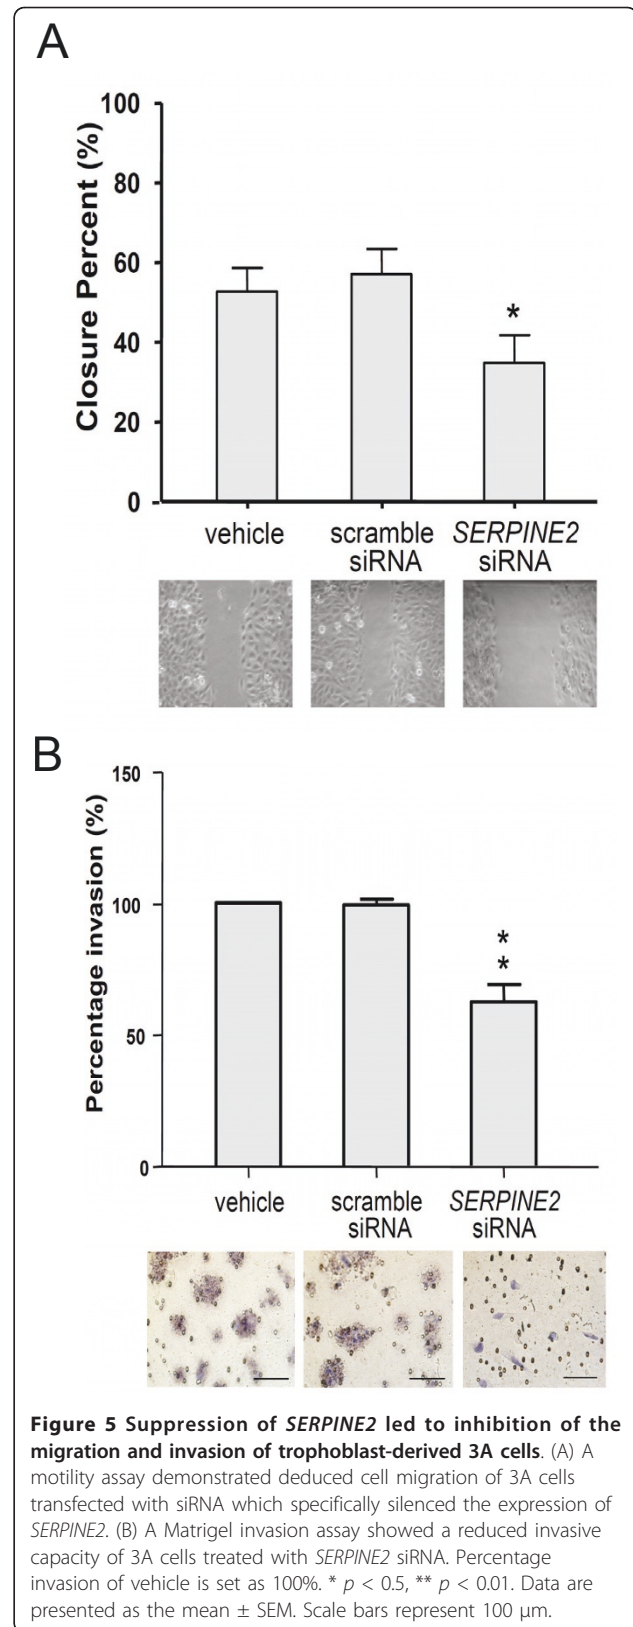 A
100
80
60
40
20
0
Closure Percent (%)
*
vehicle
scramble
siRNA
SERPINE2
siRNA
B
150
100
50
0
Percentage invasion (%)
*
*
vehicle
scramble
siRNA
SERPINE2
siRNA
Figure 5 Suppression of SERPINE2 led to inhibition of the
migration and invasion of trophoblast-derived 3A cells. (A) A
motility assay demonstrated deduced cell migration of 3A cells
transfected with siRNA which specifically silenced the expression of
SERPINE2. (B) A Matrigel invasion assay showed a reduced invasive
capacity of 3A cells treated with SERPINE2 siRNA. Percentage
invasion of vehicle is set as 100%. * p < 0.5, ** p < 0.01. Data are
presented as the mean ± SEM. Scale bars represent 100 μm.